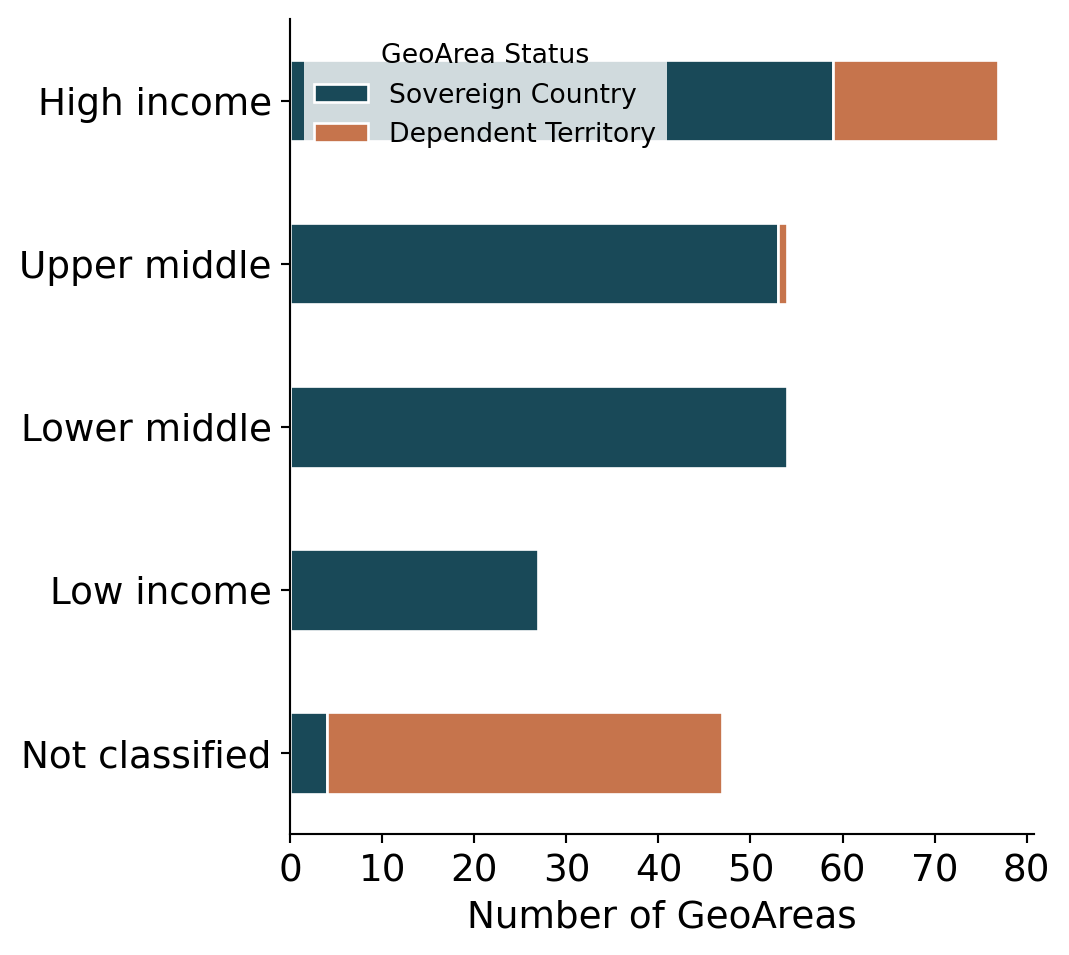 GeoArea Status
Sovereign Country
Dependent Territory
High income
Upper middle
Lower middle
Low income
Not classified
0 10 20 30 40 50 60 70 80
Number of GeoAreas